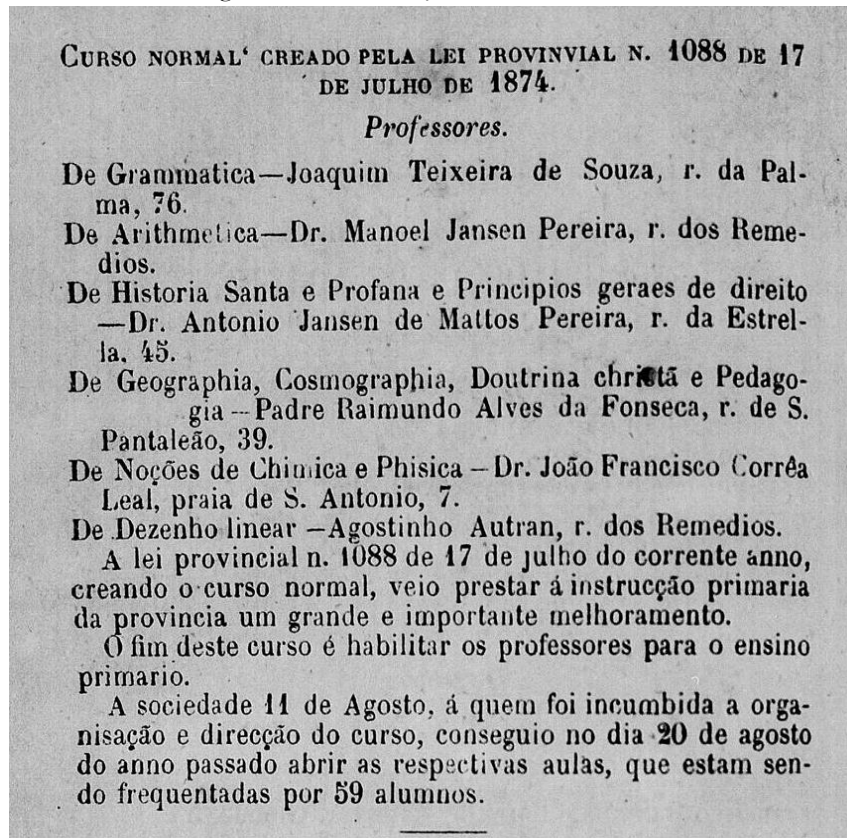 CURSO NORMAL' CREADO PELA LEI PROVINVIAL N. 1088 DE 17
DE JULHO DE 1874.
Professores.
De Grammatica—Joaquim Teixeira de Souza, r. da Pal-
ma, 76.
De Arithmetica—Dr. Manoel Jansen Pereira, r. dos Reme-
dios.
De Historia Santa e Profana e Principios geraes de direito
—Dr. Antonio Jansen de Mattos Pereira, r. da Estrel-
la, 45.
De Geographia, Cosmographia, Doutrina christã e Pedago-
gia—Padre Raimundo Alves da Fonseca, r. de S.
Pantaleão, 39.
De Noções de Chimica e Phisica—Dr. João Francisco Corrêa
Leal, praia de S. Antonio, 7.
De Dezenho linear—Agostinho Autran, r. dos Remedios.
A lei provincial n. 1088 de 17 de julho do corrente anno,
creando o curso normal, veio prestar á instrucção primaria
da provincia um grande e importante melhoramento.
O fim deste curso é habilitar os professores para o ensino
primario.
A sociedade 11 de Agosto, á quem foi incumbida a orga-
nisação e direcção do curso, conseguio no dia 20 de agosto
do anno passado abrir as respectivas aulas, que estam sen-
do frequentadas por 59 alumnos.